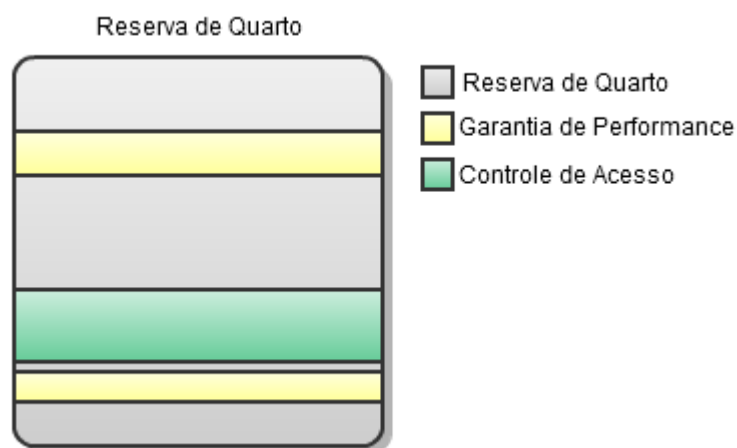 Reserva de Quarto
Reserva de Quarto
Garantia de Performance
Controle de Acesso